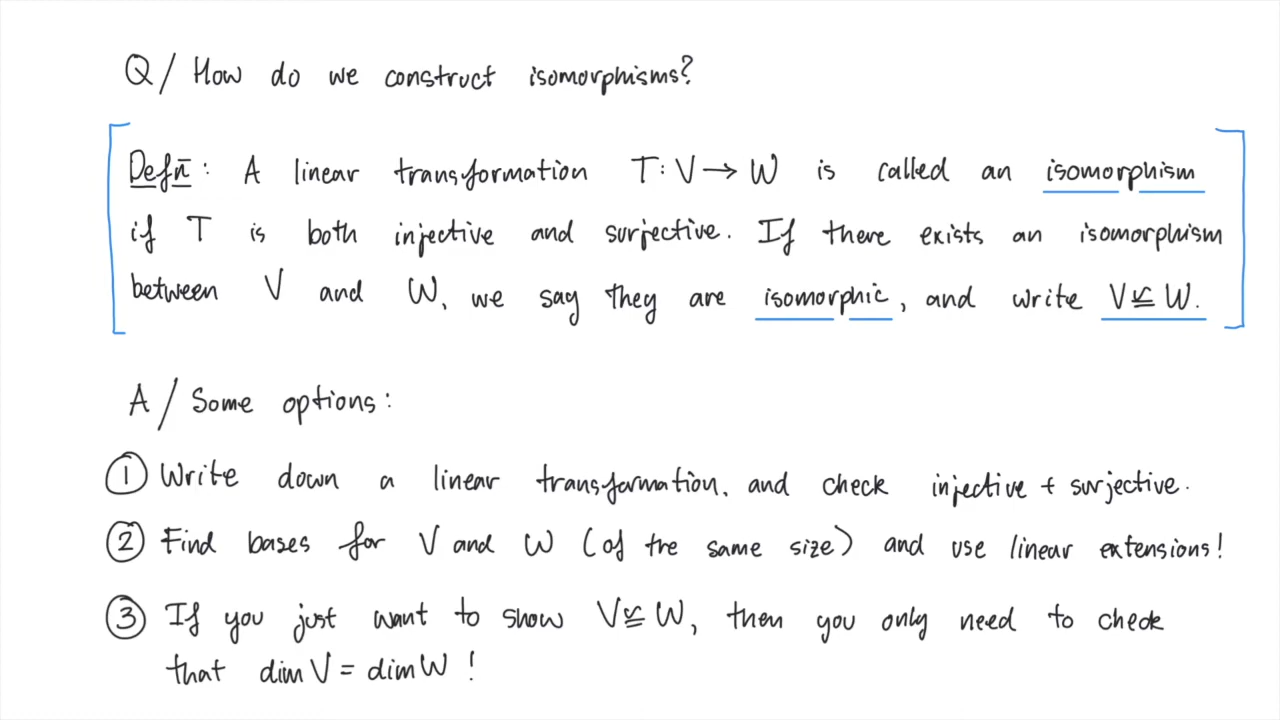 Q/ How do we construct isomorphisms?
Defn̄: A linear transformation T: V → W is called an isomorphism
if T is both injective and surjective. If there exists an isomorphism
between V and W, we say they are isomorphic, and write V ≅ W.
A/ Some options:
① Write down a linear transformation, and check injective + surjective.
② Find bases for V and W (of the same size) and use linear extensions!
③ If you just want to show V ≅ W, then you only need to check
that dim V = dim W!